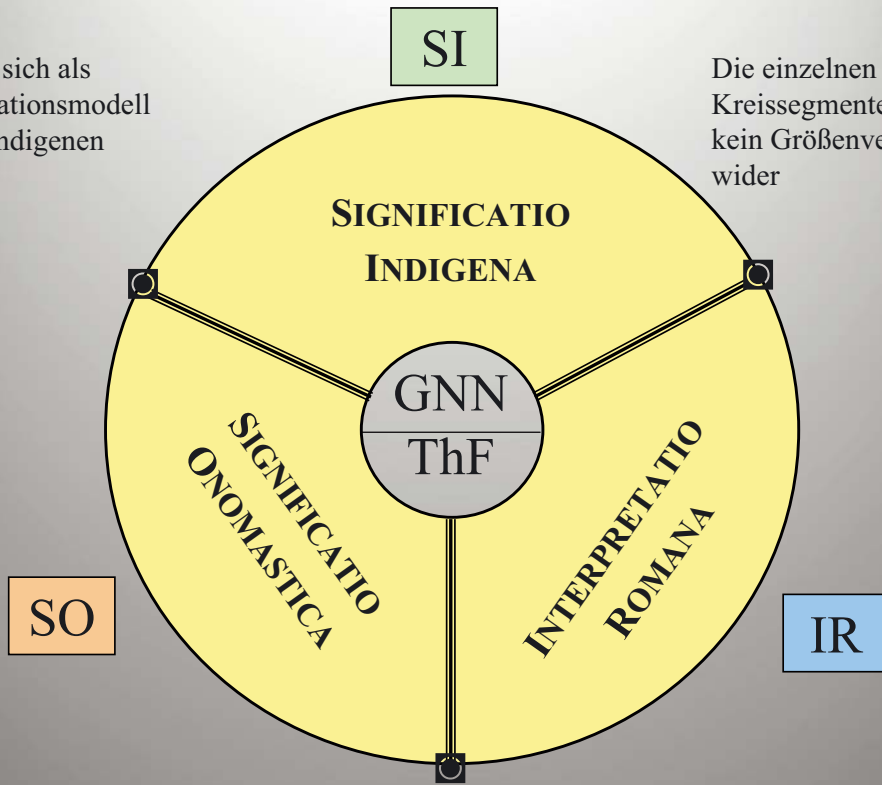 SI
sich als
ationsmodell
ndigenen
Die einzelnen
Kreissegmente
kein Größenve
wider
SIGNIFICATIO
INDIGENA
GNN
ThF
SIGNIFICATIO
ONOMASTICA
INTERPRETATIO
ROMANA
SO
IR